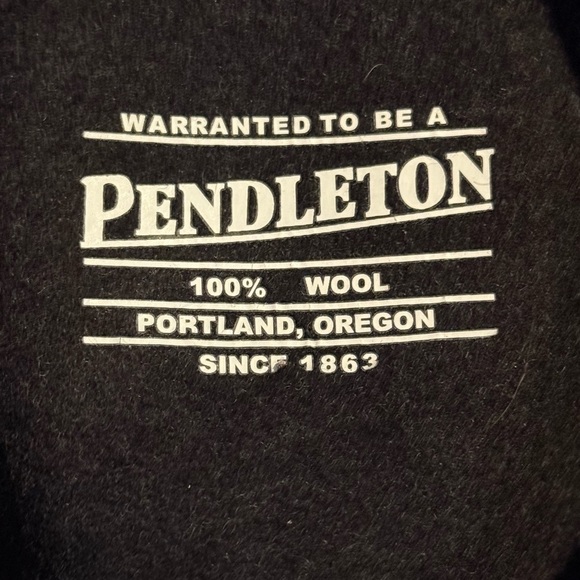 WARRANTED TO BE A
PENDLETON
100% WOOL
PORTLAND, OREGON
SINCE 1863